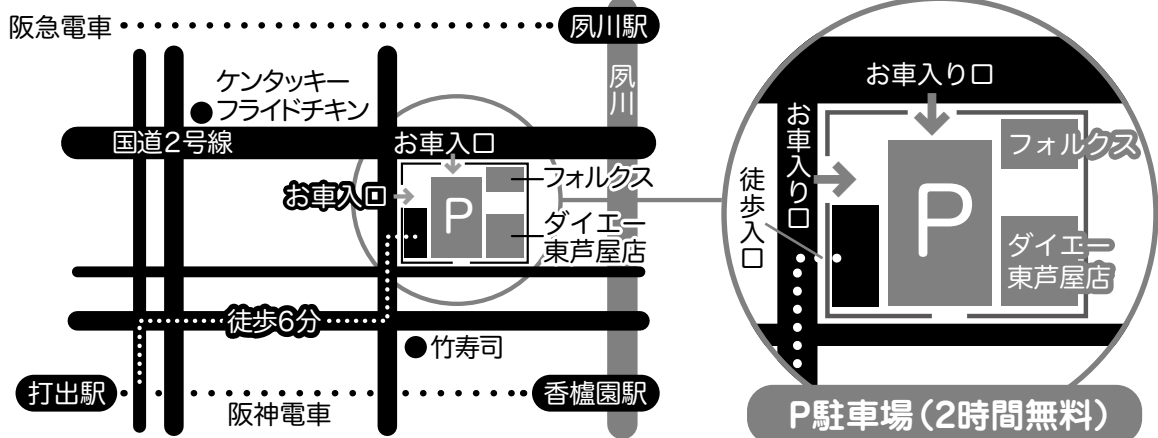 阪急電車
夙川駅
夙川
ケンタッキー
フライドチキン
国道2号線
お車入口
お車入口
P
フォルクス
ダイエー
東芦屋店
徒歩6分
竹寿司
打出駅
阪神電車
香櫨園駅
お車入り口
お車入り口
徒歩入口
P
フォルクス
ダイエー
東芦屋店
P駐車場(2時間無料)